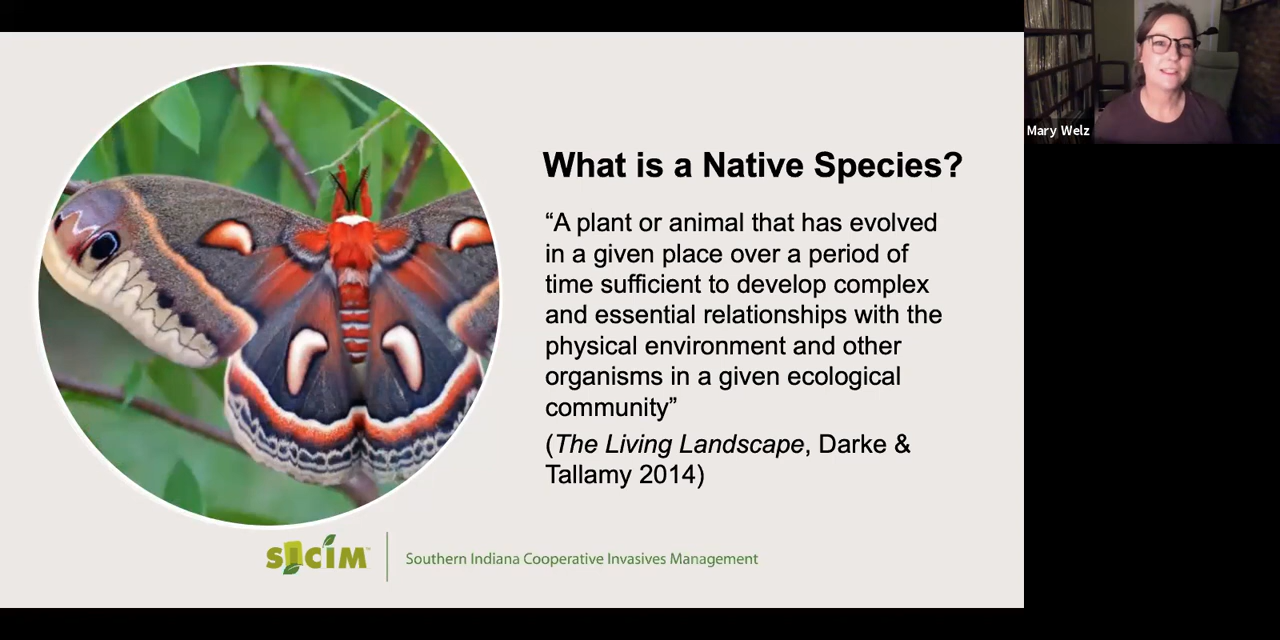 Mary Welz
What is a Native Species?
“A plant or animal that has evolved
in a given place over a period of
time sufficient to develop complex
and essential relationships with the
physical environment and other
organisms in a given ecological
community”
(The Living Landscape, Darke &
Tallamy 2014)
SICIM™
Southern Indiana Cooperative Invasives Management